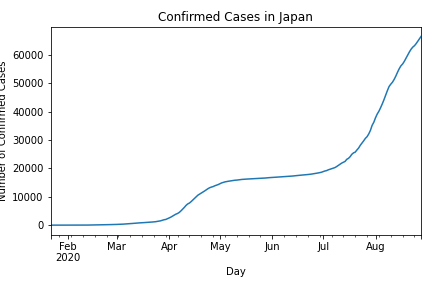 Confirmed Cases in Japan
Number of Confirmed Cases
60000
50000
40000
30000
20000
10000
0
Feb Mar Apr May Jun Jul Aug
2020
Day